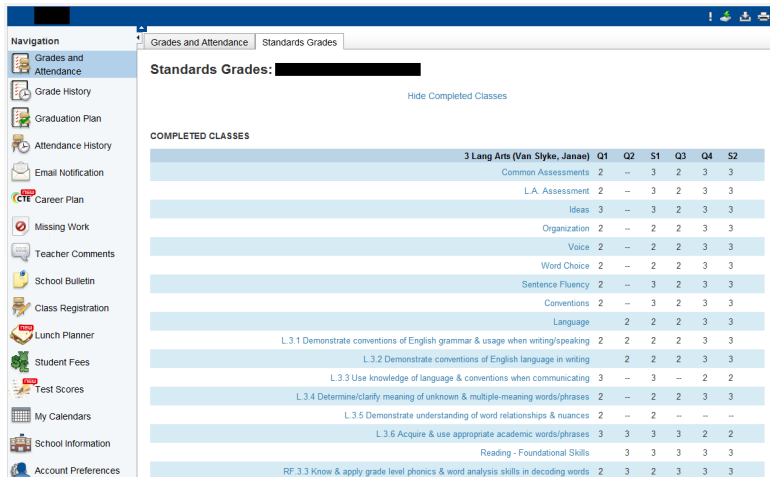 Navigation
Grades and
Attendance
Grade History
Graduation Plan
Attendance History
Email Notification
new
CTE
Career Plan
Missing Work
Teacher Comments
School Bulletin
Class Registration
new
Lunch Planner
Student Fees
new
Test Scores
My Calendars
School Information
Account Preferences
Grades and Attendance
Standards Grades
Standards Grades:
Hide Completed Classes
COMPLETED CLASSES
3 Lang Arts (Van Slyke, Janae) Q1 Q2 S1 Q3 Q4 S2
Common Assessments 2 -- 3 2 3 3
L.A. Assessment 2 -- 3 2 3 3
Ideas 3 -- 3 2 3 3
Organization 2 -- 2 2 3 3
Voice 2 -- 2 2 3 3
Word Choice 2 -- 2 2 3 3
Sentence Fluency 2 -- 3 2 3 3
Conventions 2 -- 3 2 3 3
Language 2 2 2 3 3
L.3.1 Demonstrate conventions of English grammar & usage when writing/speaking 2 2 2 2 3 3
L.3.2 Demonstrate conventions of English language in writing 2 2 2 3 3
L.3.3 Use knowledge of language & conventions when communicating 3 -- 3 -- 2 2
L.3.4 Determine/clarify meaning of unknown & multiple-meaning words/phrases 2 -- 2 2 3 3
L.3.5 Demonstrate understanding of word relationships & nuances 2 -- 2 -- -- --
L.3.6 Acquire & use appropriate academic words/phrases 3 3 3 3 2 2
Reading - Foundational Skills 3 3 3 3 3
RF.3.3 Know & apply grade level phonics & word analysis skills in decoding words 2 3 2 3 3 3